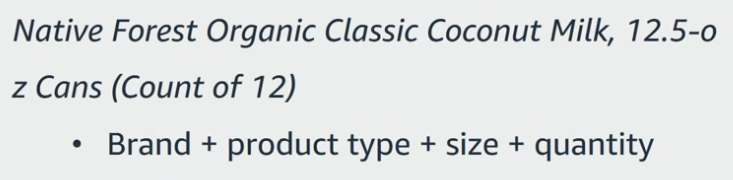 Native Forest Organic Classic Coconut Milk, 12.5-o
z Cans (Count of 12)
• Brand + product type + size + quantity